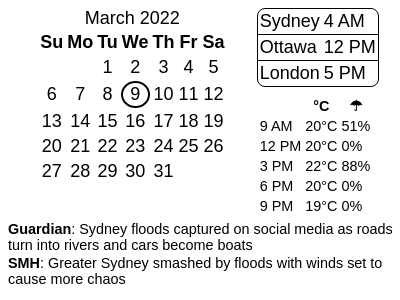 March 2022
Su Mo Tu We Th Fr Sa
1 2 3 4 5
6 7 8 9 10 11 12
13 14 15 16 17 18 19
20 21 22 23 24 25 26
27 28 29 30 31
Sydney 4 AM
Ottawa 12 PM
London 5 PM
°C ☂
9 AM 20°C 51%
12 PM 20°C 0%
3 PM 22°C 88%
6 PM 20°C 0%
9 PM 19°C 0%
Guardian: Sydney floods captured on social media as roads
turn into rivers and cars become boats
SMH: Greater Sydney smashed by floods with winds set to
cause more chaos